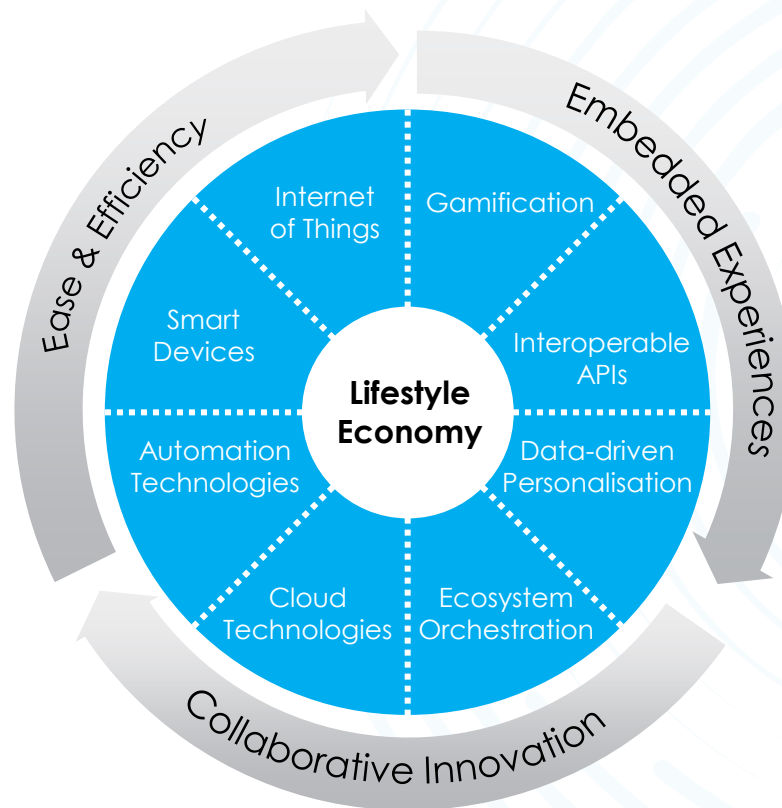 Ease & Efficiency
Embedded Experiences
Internet
of Things
Gamification
Smart
Devices
Interoperable
APIs
Lifestyle
Economy
Automation
Technologies
Data-driven
Personalisation
Cloud
Technologies
Ecosystem
Orchestration
Collaborative Innovation